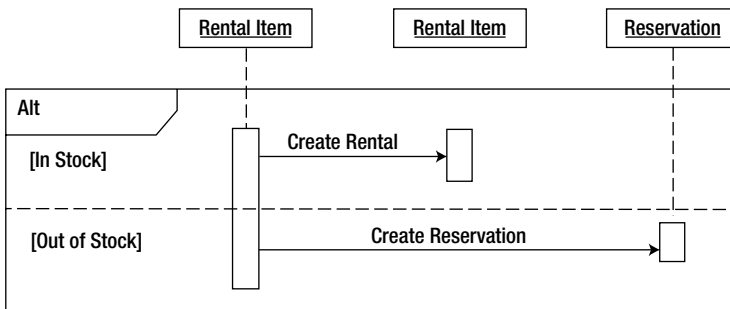 Rental Item
Rental Item
Reservation
Alt
Create Rental
[In Stock]
Create Reservation
[Out of Stock]